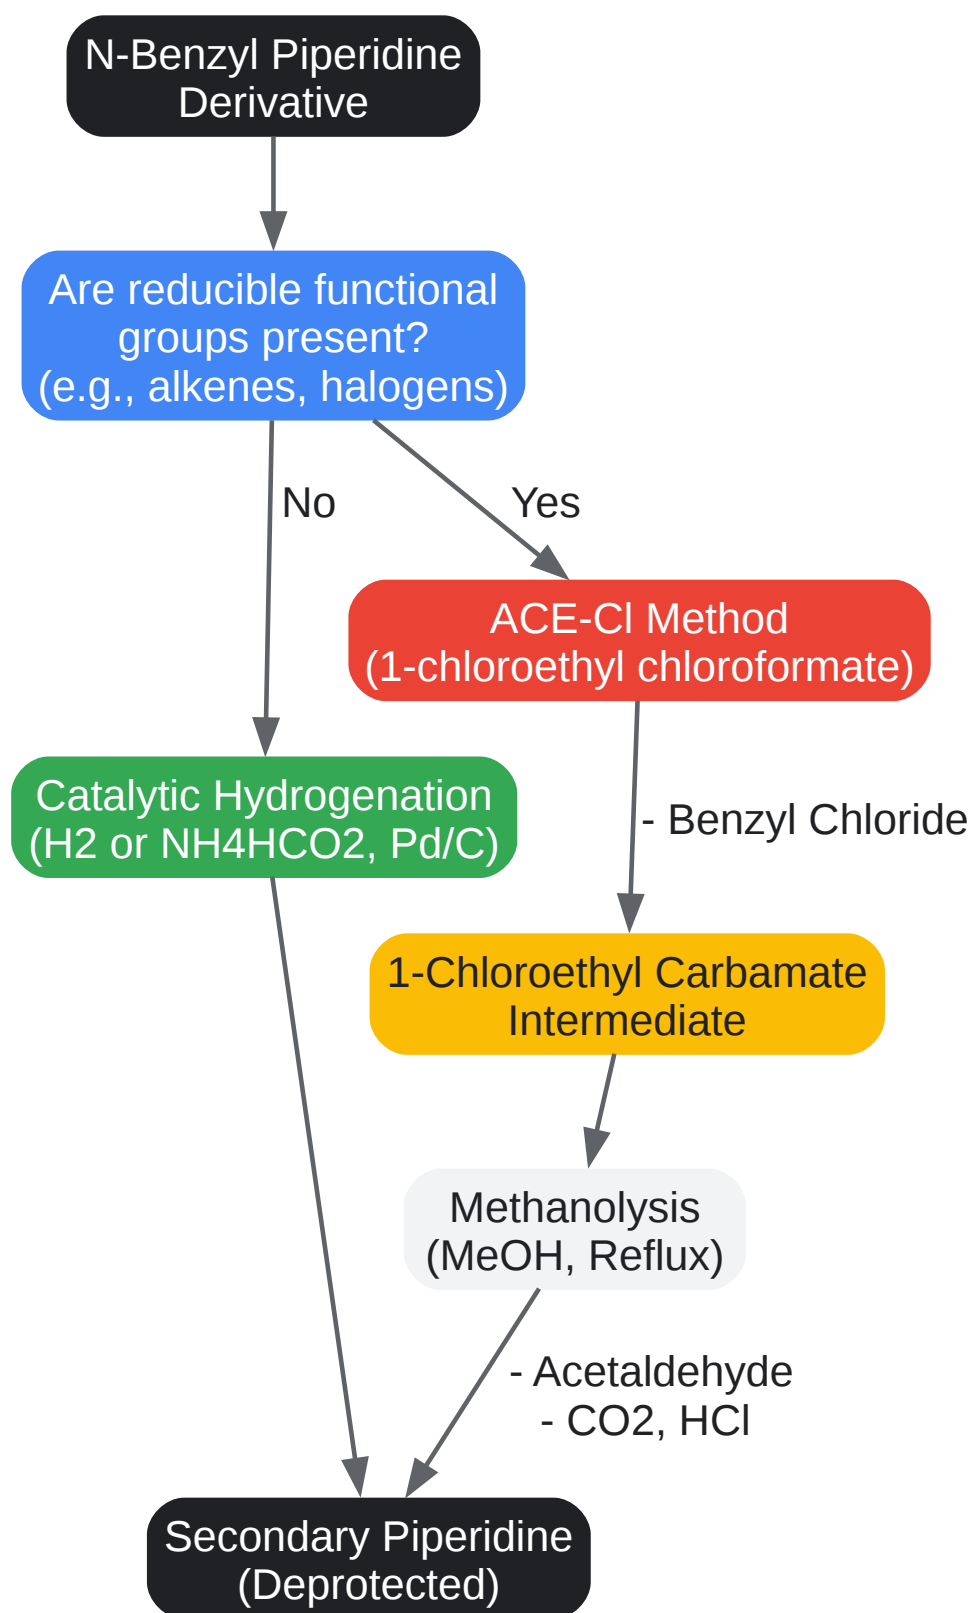 N-Benzyl Piperidine
Derivative
Are reducible functional
groups present?
(e.g., alkenes, halogens)
No
Yes
ACE-Cl Method
(1-chloroethyl chloroformate)
Catalytic Hydrogenation
(H2 or NH4HCO2, Pd/C)
- Benzyl Chloride
1-Chloroethyl Carbamate
Intermediate
Methanolysis
(MeOH, Reflux)
- Acetaldehyde
- CO2, HCl
Secondary Piperidine
(Deprotected)